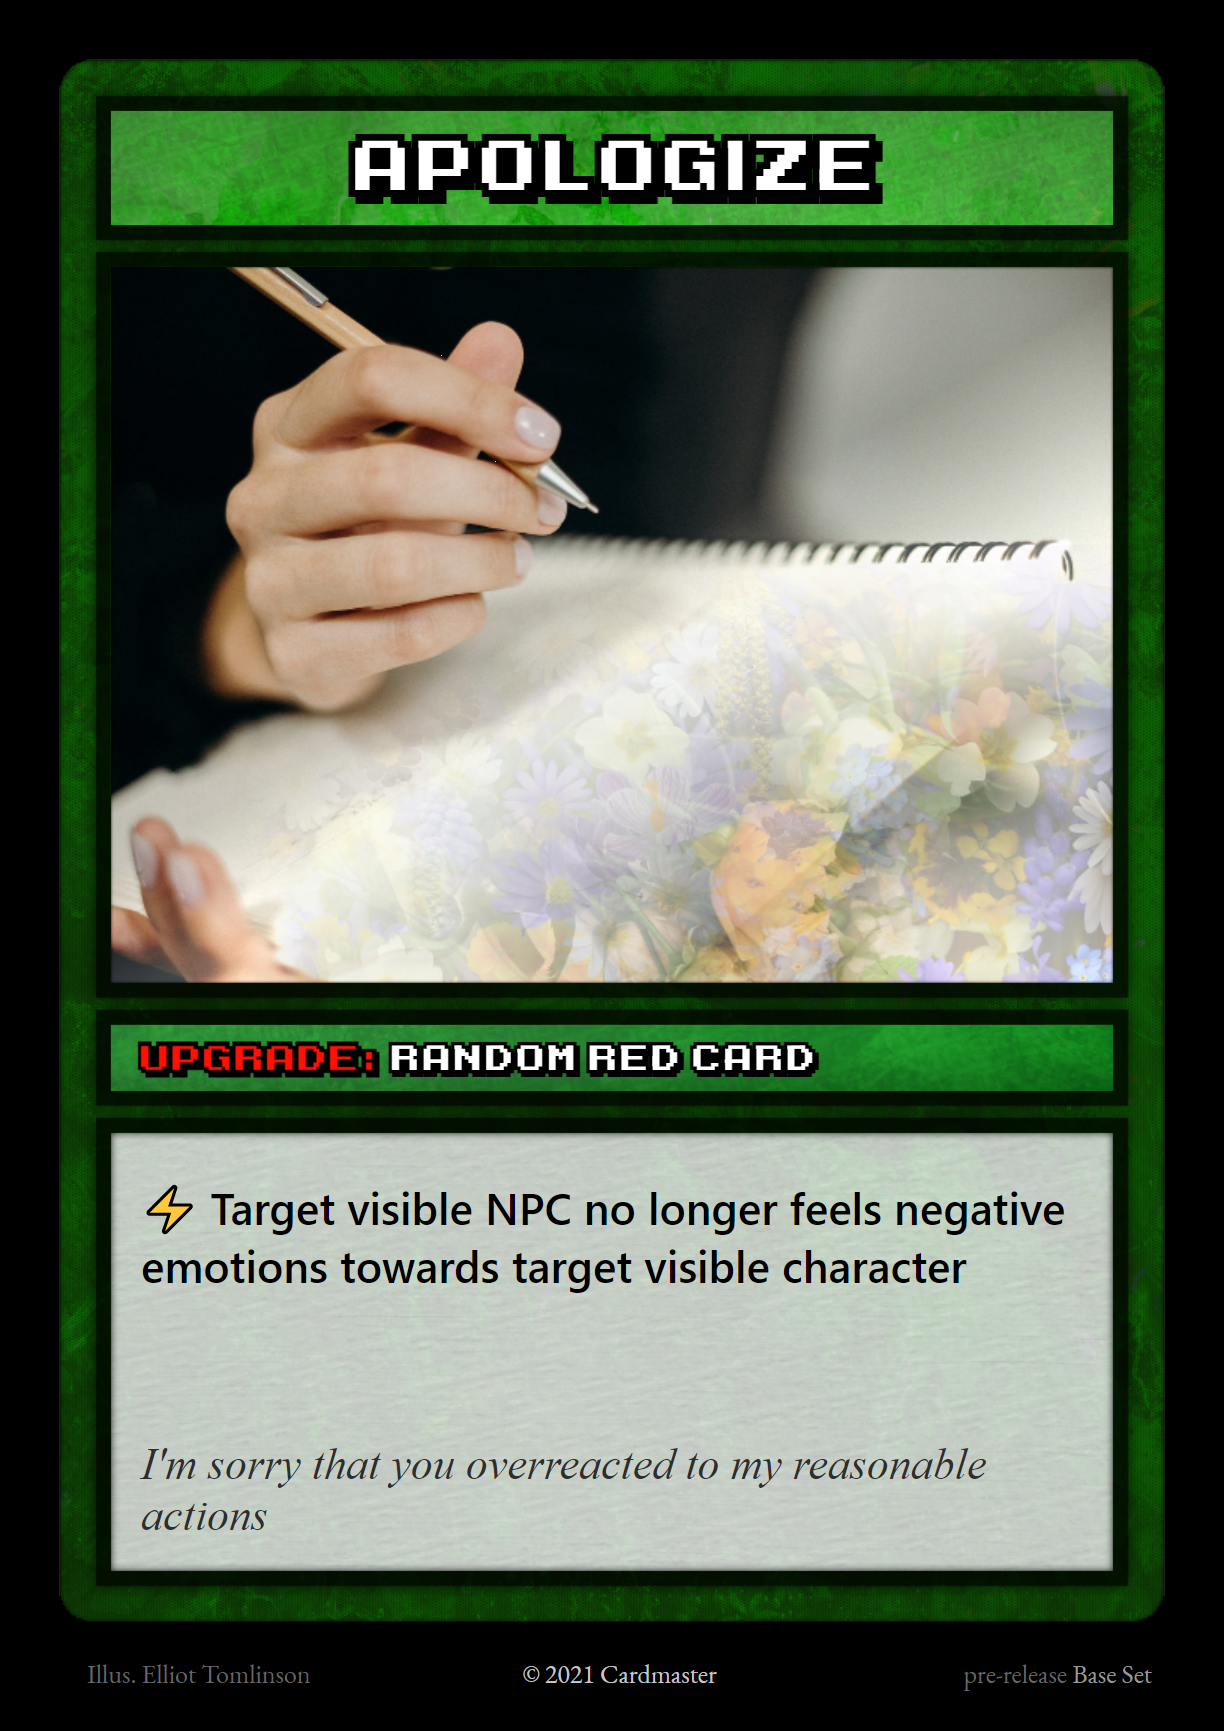 APOLOGIZE
UPGRADE: RANDOM RED CARD
⚡ Target visible NPC no longer feels negative
emotions towards target visible character
I'm sorry that you overreacted to my reasonable
actions
Illus. Elliot Tomlinson © 2021 Cardmaster pre-release Base Set